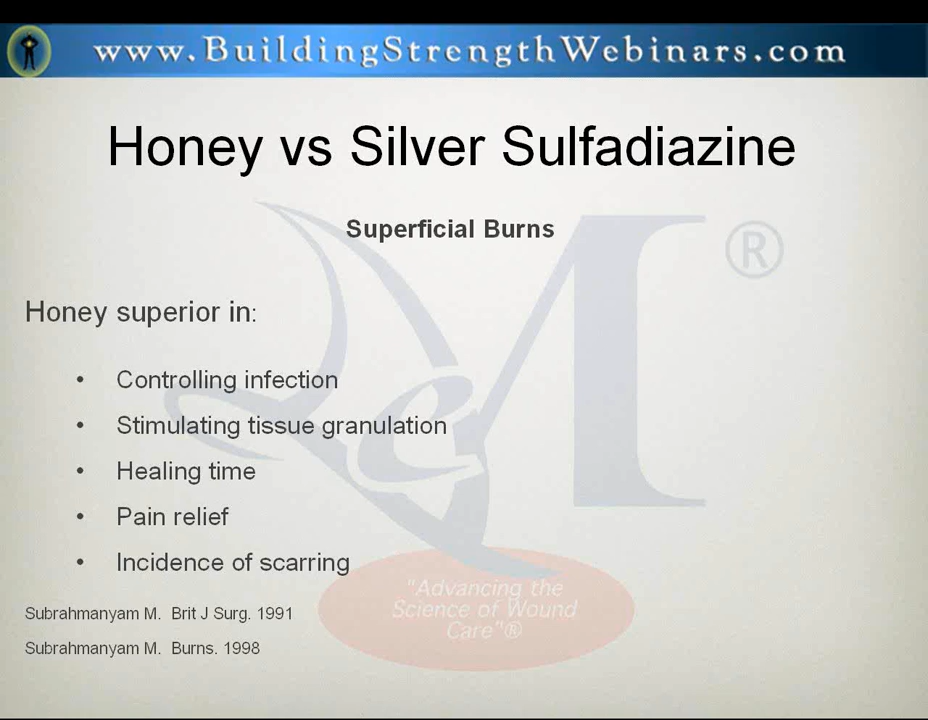 www.BuildingStrengthWebinars.com
Honey vs Silver Sulfadiazine
Superficial Burns
®
Honey superior in:
• Controlling infection
• Stimulating tissue granulation
• Healing time
• Pain relief
• Incidence of scarring
"Advancing the
Science of Wound
Care"®
Subrahmanyam M. Brit J Surg. 1991
Subrahmanyam M. Burns. 1998